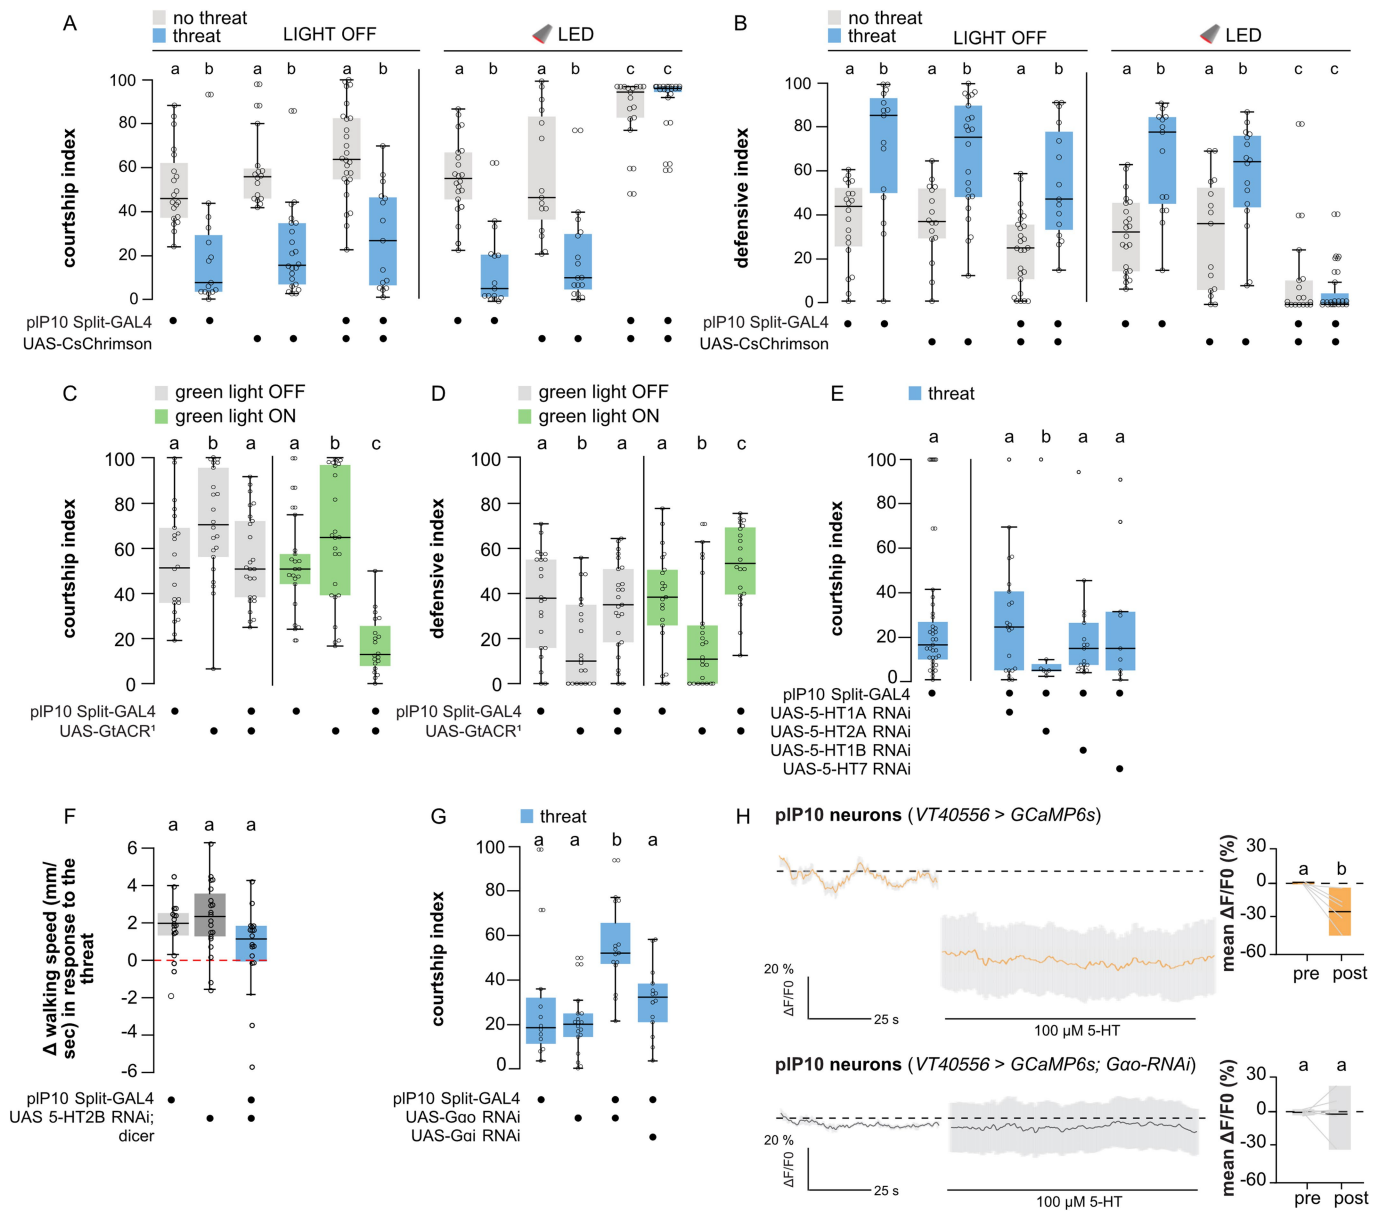 A
no threat
threat
LIGHT OFF
LED
a b a b a b a b a b c c
courtship index
100
80
60
40
20
0
pIP10 Split-GAL4
UAS-CsChrimson
B
no threat
threat
LIGHT OFF
LED
a b a b a b a b a b c c
defensive index
100
80
60
40
20
0
pIP10 Split-GAL4
UAS-CsChrimson
C
green light OFF
green light ON
a b a a b c
courtship index
100
80
60
40
20
0
pIP10 Split-GAL4
UAS-GtACR¹
D
green light OFF
green light ON
a b a a b c
defensive index
100
80
60
40
20
0
pIP10 Split-GAL4
UAS-GtACR¹
E
threat
a a b a a
courtship index
100
80
60
40
20
0
pIP10 Split-GAL4
UAS-5-HT1A RNAi
UAS-5-HT2A RNAi
UAS-5-HT1B RNAi
UAS-5-HT7 RNAi
F
a a a
Δ walking speed (mm/
sec) in response to the
threat
6
4
2
0
-2
-4
-6
pIP10 Split-GAL4
UAS 5-HT2B RNAi;
dicer
G
threat
a a b a
courtship index
100
80
60
40
20
0
pIP10 Split-GAL4
UAS-Gαo RNAi
UAS-Gαi RNAi
H
pIP10 neurons (VT40556 > GCaMP6s)
20 %
ΔF/F0
25 s
100 µM 5-HT
mean ΔF/F0 (%)
30
0
-30
-60
a b
pre post
pIP10 neurons (VT40556 > GCaMP6s; Gαo-RNAi)
20 %
ΔF/F0
25 s
100 µM 5-HT
mean ΔF/F0 (%)
30
0
-30
-60
a a
pre post